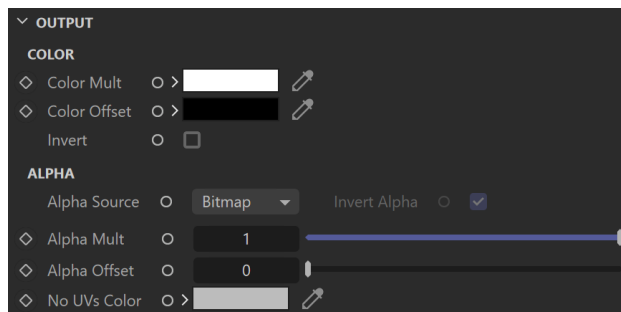 OUTPUT
COLOR
Color Mult
Color Offset
Invert
ALPHA
Alpha Source Bitmap Invert Alpha
Alpha Mult 1
Alpha Offset 0
No UVs Color